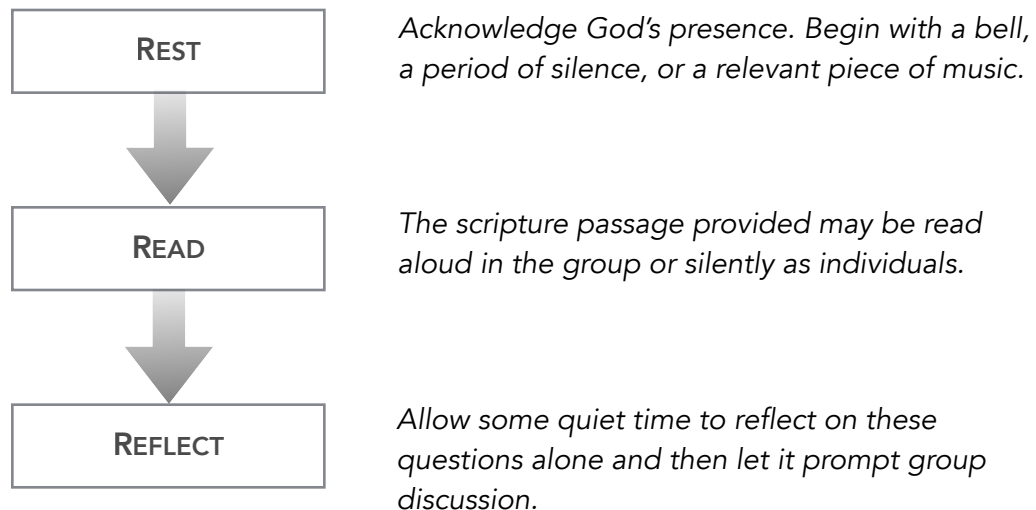 REST
Acknowledge God’s presence. Begin with a bell,
a period of silence, or a relevant piece of music.
READ
The scripture passage provided may be read
aloud in the group or silently as individuals.
REFLECT
Allow some quiet time to reflect on these
questions alone and then let it prompt group
discussion.